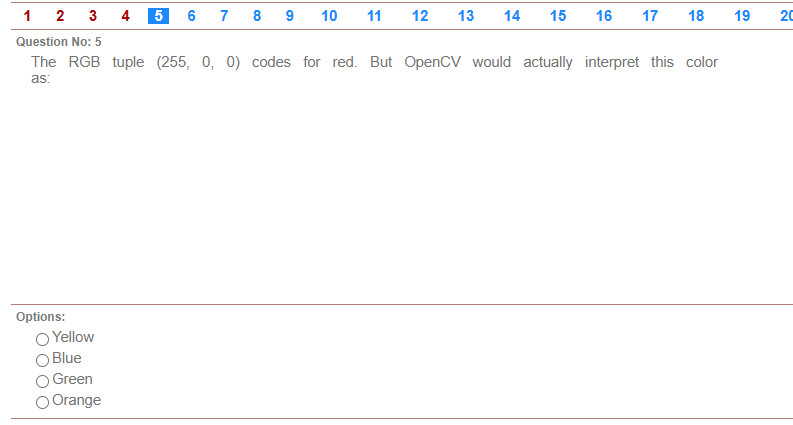 1 2 3 4 5 6 7 8 9 10 11 12 13 14 15 16 17 18 19 20
Question No: 5
The RGB tuple (255, 0, 0) codes for red. But OpenCV would actually interpret this color
as:
Options:
Yellow
Blue
Green
Orange